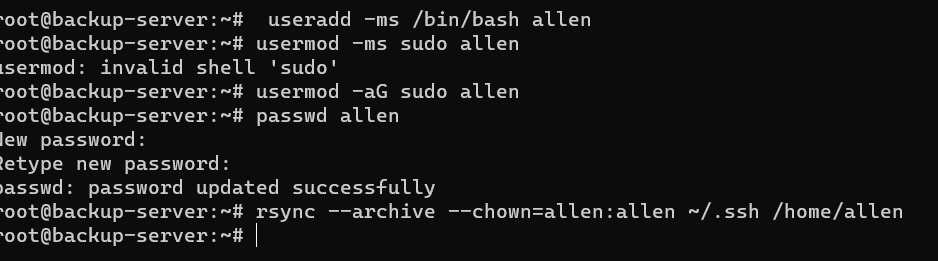 root@backup-server:~#  useradd -ms /bin/bash allen
root@backup-server:~# usermod -ms sudo allen
usermod: invalid shell 'sudo'
root@backup-server:~# usermod -aG sudo allen
root@backup-server:~# passwd allen
New password:
Retype new password:
passwd: password updated successfully
root@backup-server:~# rsync --archive --chown=allen:allen ~/.ssh /home/allen
root@backup-server:~#